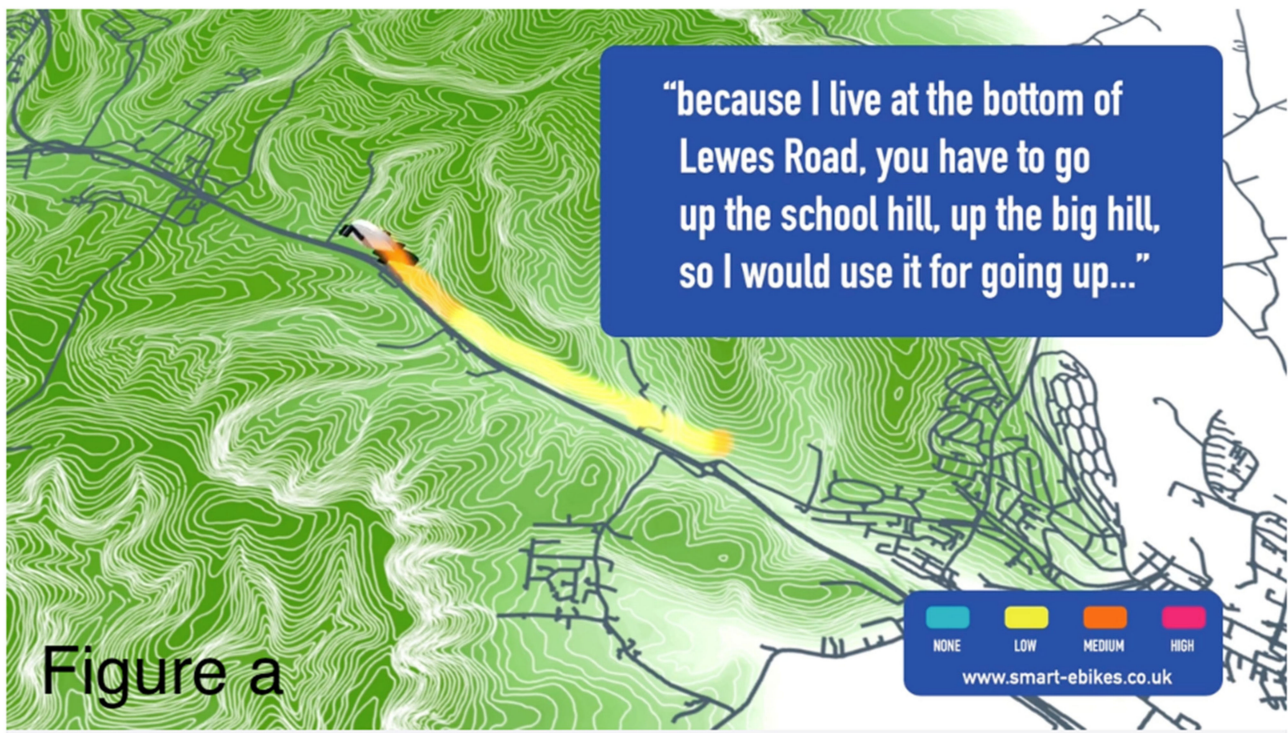 “because I live at the bottom of
Lewes Road, you have to go
up the school hill, up the big hill,
so I would use it for going up...”
NONE LOW MEDIUM HIGH
www.smart-ebikes.co.uk
Figure a